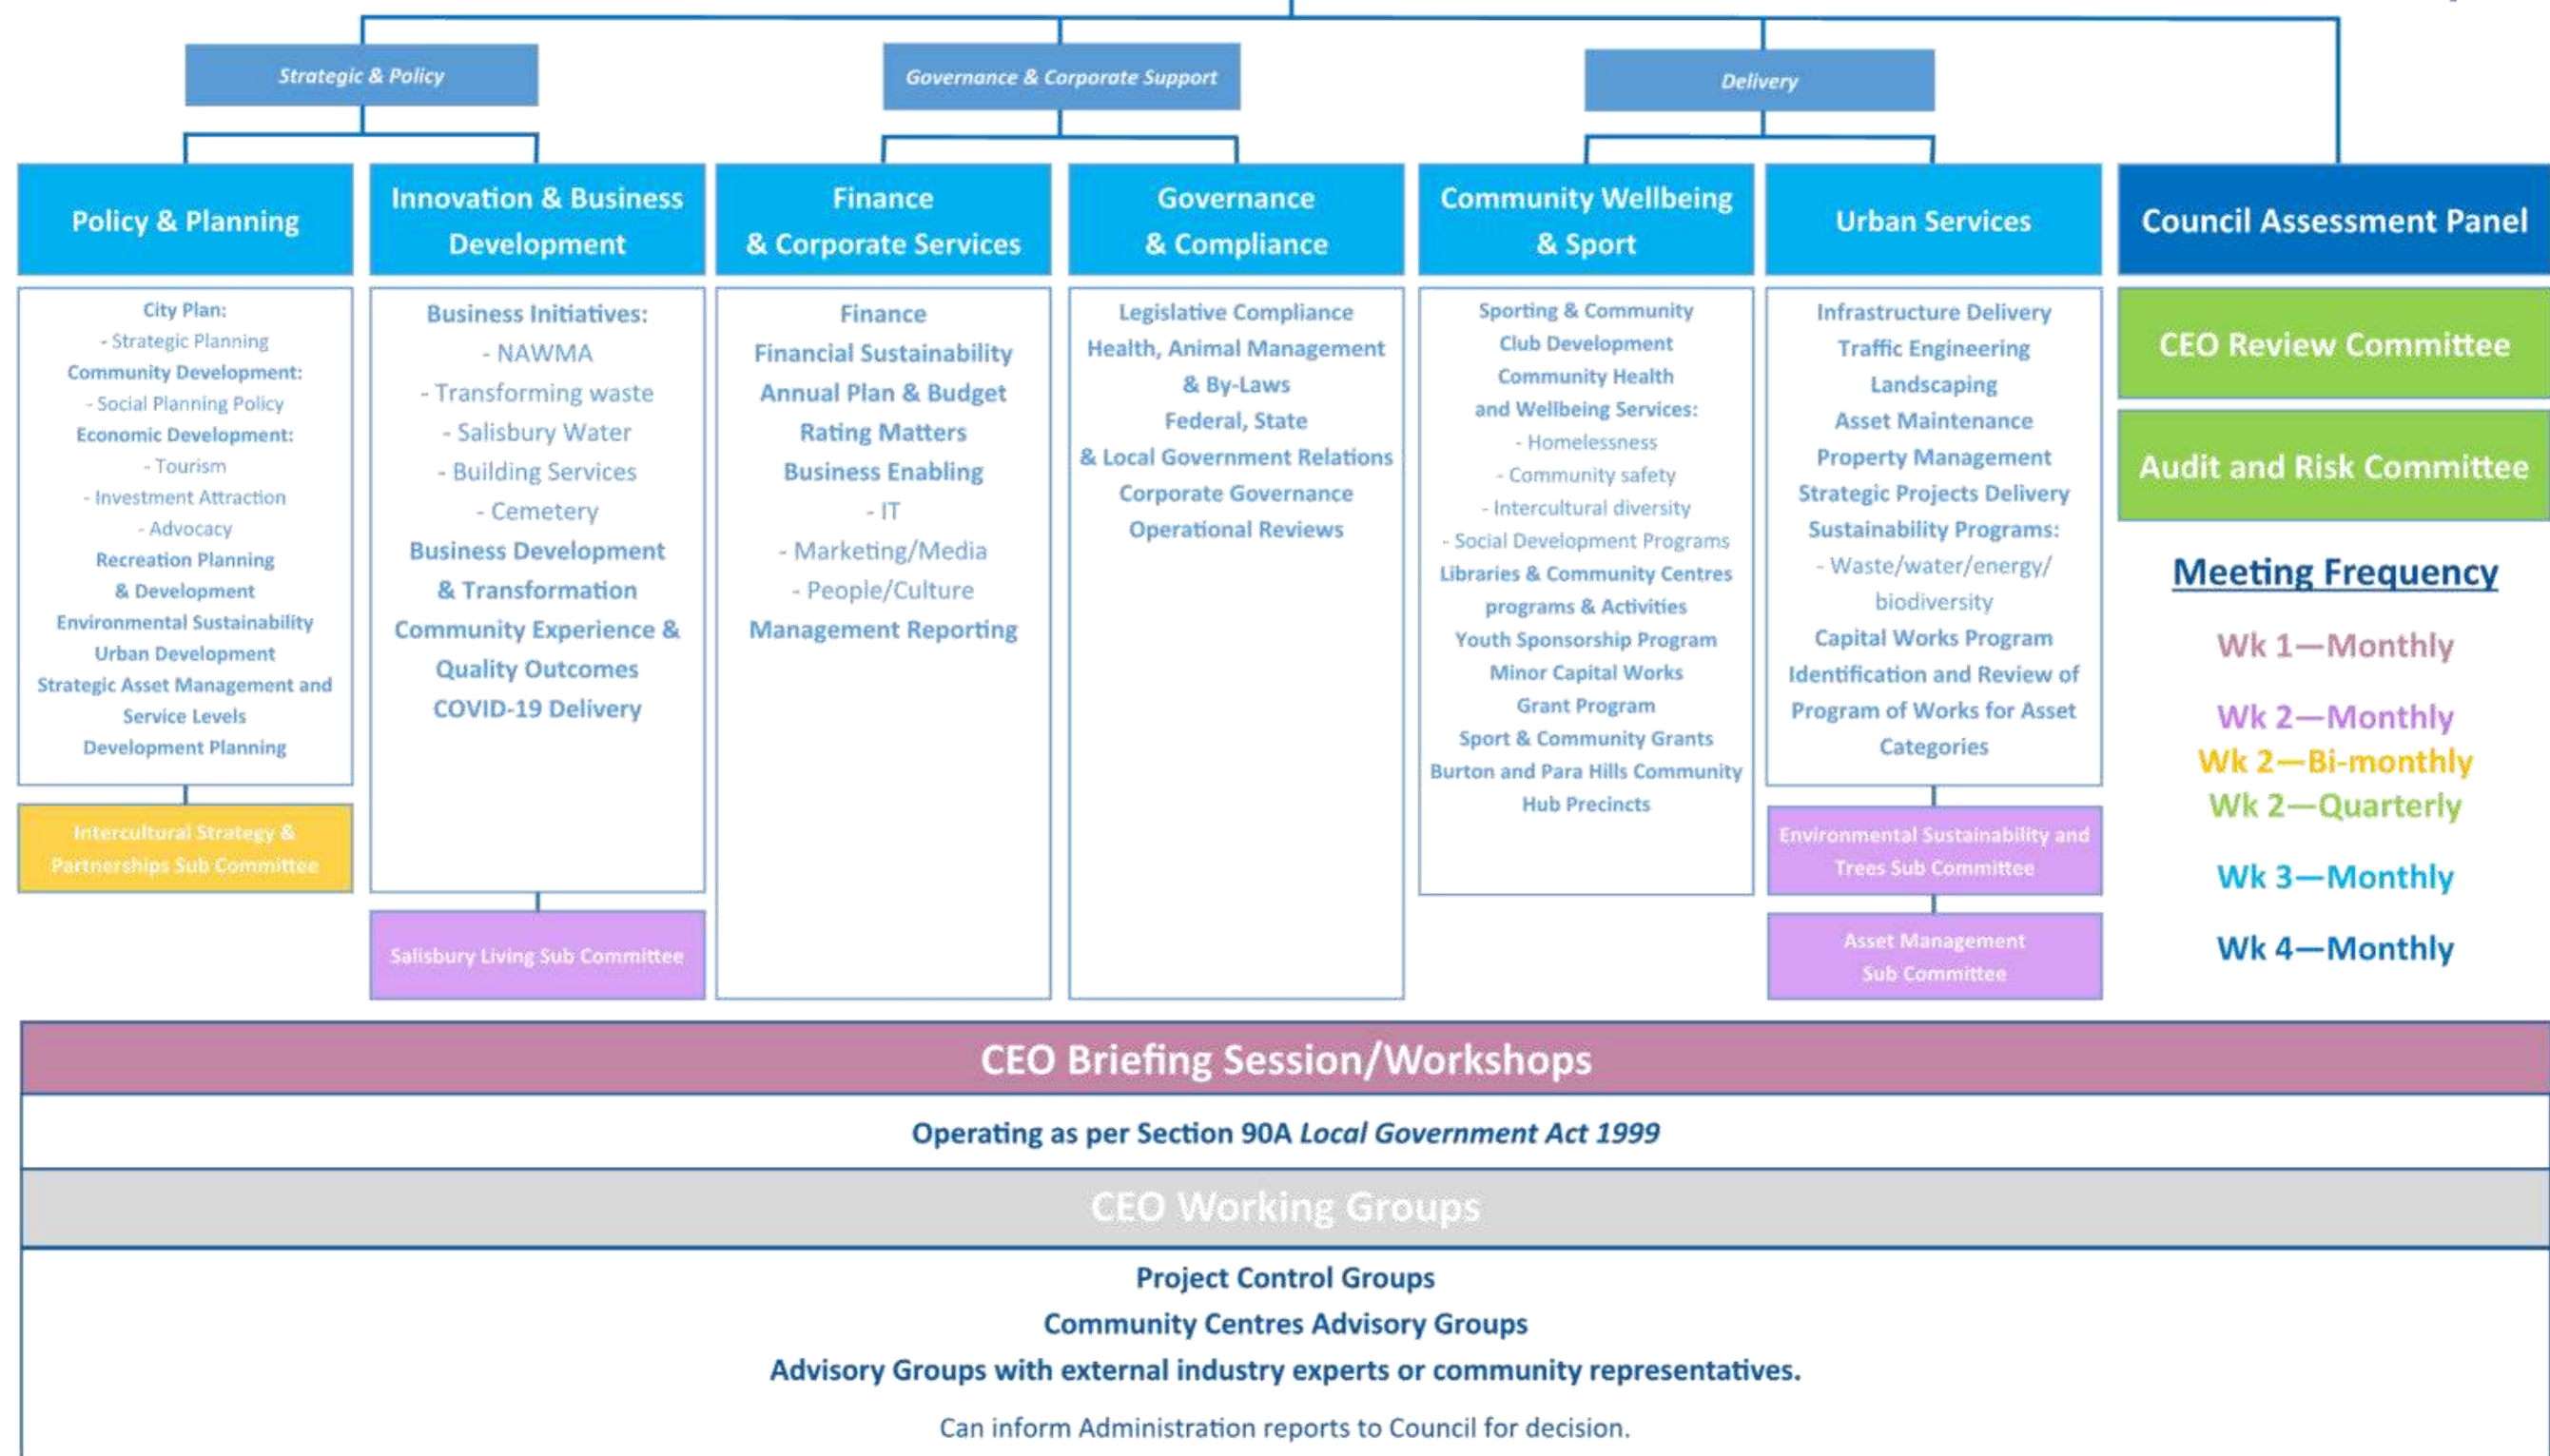 Strategic & Policy
Governance & Corporate Support
Delivery
Policy & Planning
Innovation & Business
Development
Finance
& Corporate Services
Governance
& Compliance
Community Wellbeing
& Sport
Urban Services
Council Assessment Panel
City Plan:
- Strategic Planning
Community Development:
- Social Planning Policy
Economic Development:
- Tourism
- Investment Attraction
- Advocacy
Recreation Planning
& Development
Environmental Sustainability
Urban Development
Strategic Asset Management and
Service Levels
Development Planning
Intercultural Strategy &
Partnerships Sub Committee
Business Initiatives:
- NAWMA
- Transforming waste
- Salisbury Water
- Building Services
- Cemetery
Business Development
& Transformation
Community Experience &
Quality Outcomes
COVID-19 Delivery
Salisbury Living Sub Committee
Finance
Financial Sustainability
Annual Plan & Budget
Rating Matters
Business Enabling
- IT
- Marketing/Media
- People/Culture
Management Reporting
Legislative Compliance
Health, Animal Management
& By-Laws
Federal, State
& Local Government Relations
Corporate Governance
Operational Reviews
Sporting & Community
Club Development
Community Health
and Wellbeing Services:
- Homelessness
- Community safety
- Intercultural diversity
- Social Development Programs
Libraries & Community Centres
programs & Activities
Youth Sponsorship Program
Minor Capital Works
Grant Program
Sport & Community Grants
Burton and Para Hills Community
Hub Precincts
Infrastructure Delivery
Traffic Engineering
Landscaping
Asset Maintenance
Property Management
Strategic Projects Delivery
Sustainability Programs:
- Waste/water/energy/
biodiversity
Capital Works Program
Identification and Review of
Program of Works for Asset
Categories
Environmental Sustainability and
Trees Sub Committee
Asset Management
Sub Committee
CEO Review Committee
Audit and Risk Committee
Meeting Frequency
Wk 1—Monthly
Wk 2—Monthly
Wk 2—Bi-monthly
Wk 2—Quarterly
Wk 3—Monthly
Wk 4—Monthly
CEO Briefing Session/Workshops
Operating as per Section 90A Local Government Act 1999
CEO Working Groups
Project Control Groups
Community Centres Advisory Groups
Advisory Groups with external industry experts or community representatives.
Can inform Administration reports to Council for decision.